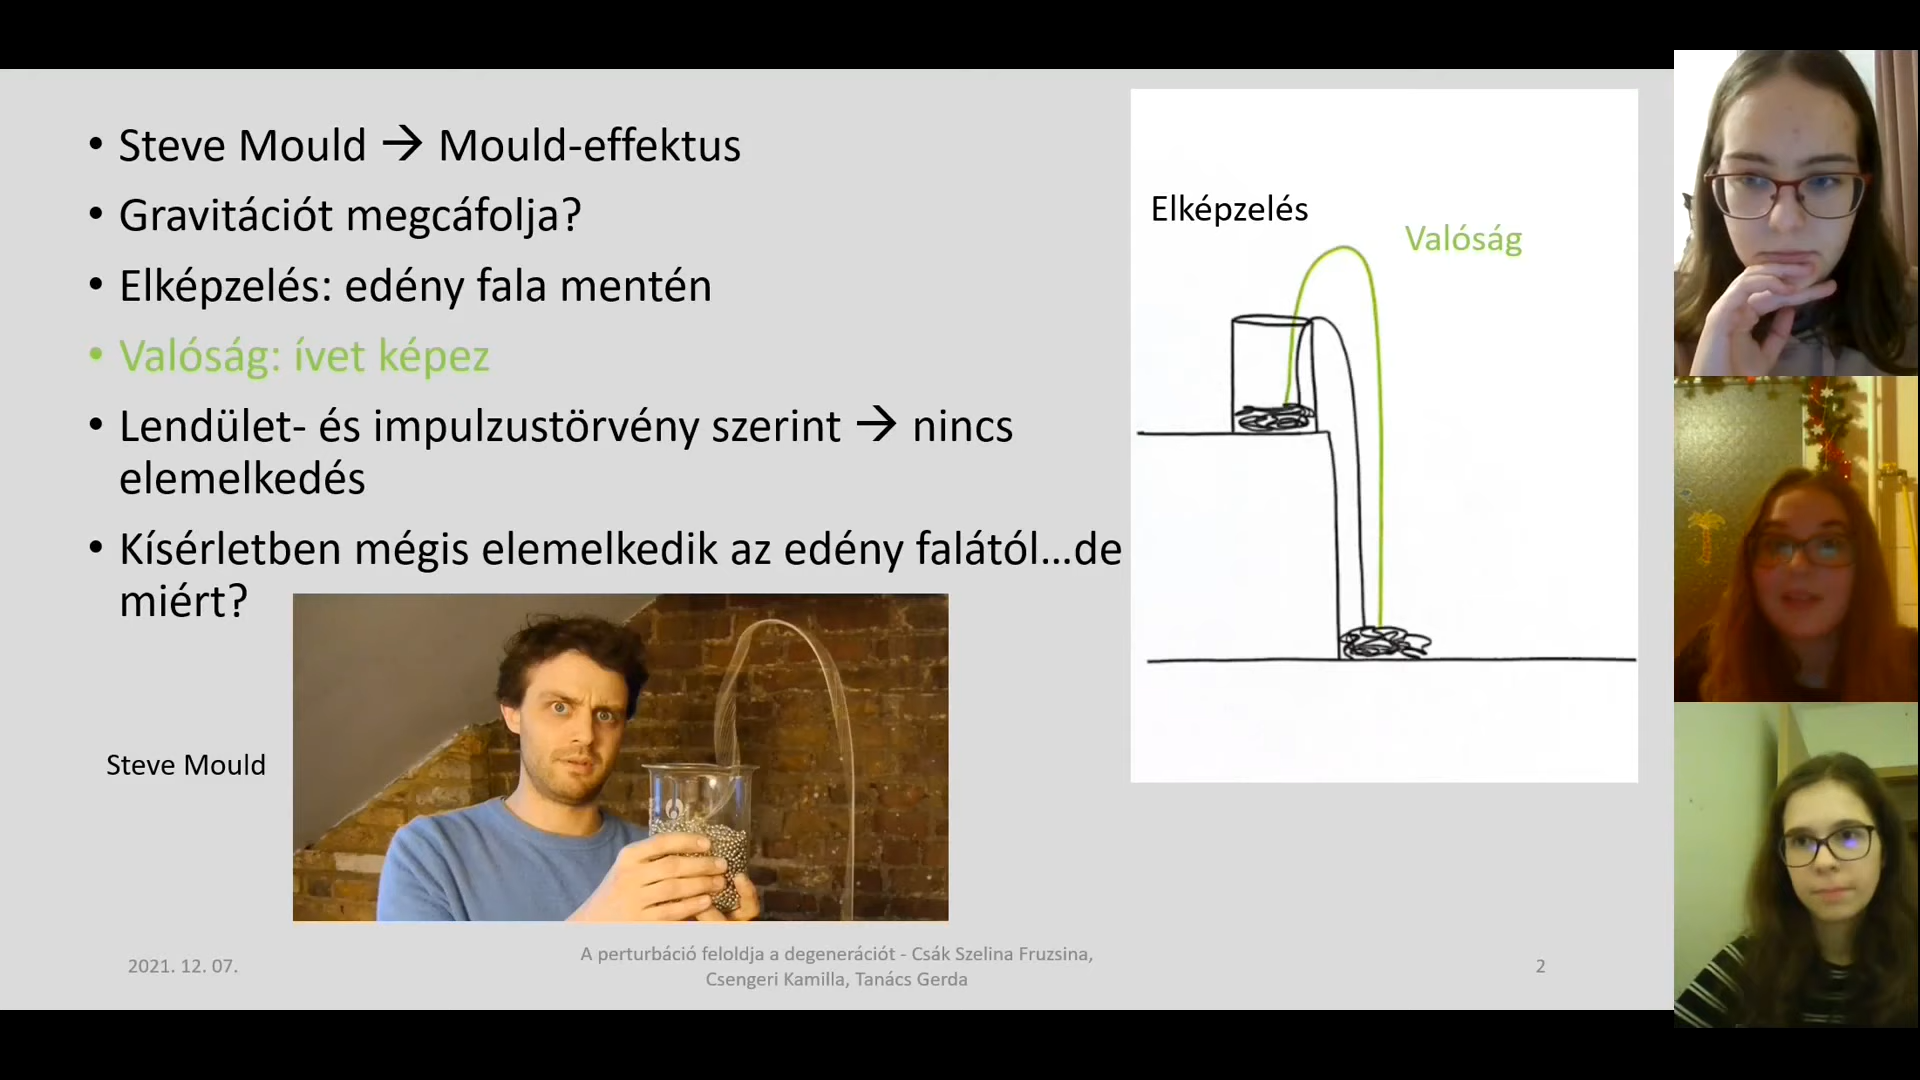 • Steve Mould → Mould-effektus
• Gravitációt megcáfolja?
• Elképzelés: edény fala mentén
• Valóság: ívet képez
• Lendület- és impulzustörvény szerint → nincs
elemelkedés
• Kísérletben mégis elemelkedik az edény falától...de
miért?
Steve Mould
Elképzelés
Valóság
2021. 12. 07.
A perturbáció feloldja a degenerációt - Csák Szelina Fruzsina,
Csengeri Kamilla, Tanács Gerda
2